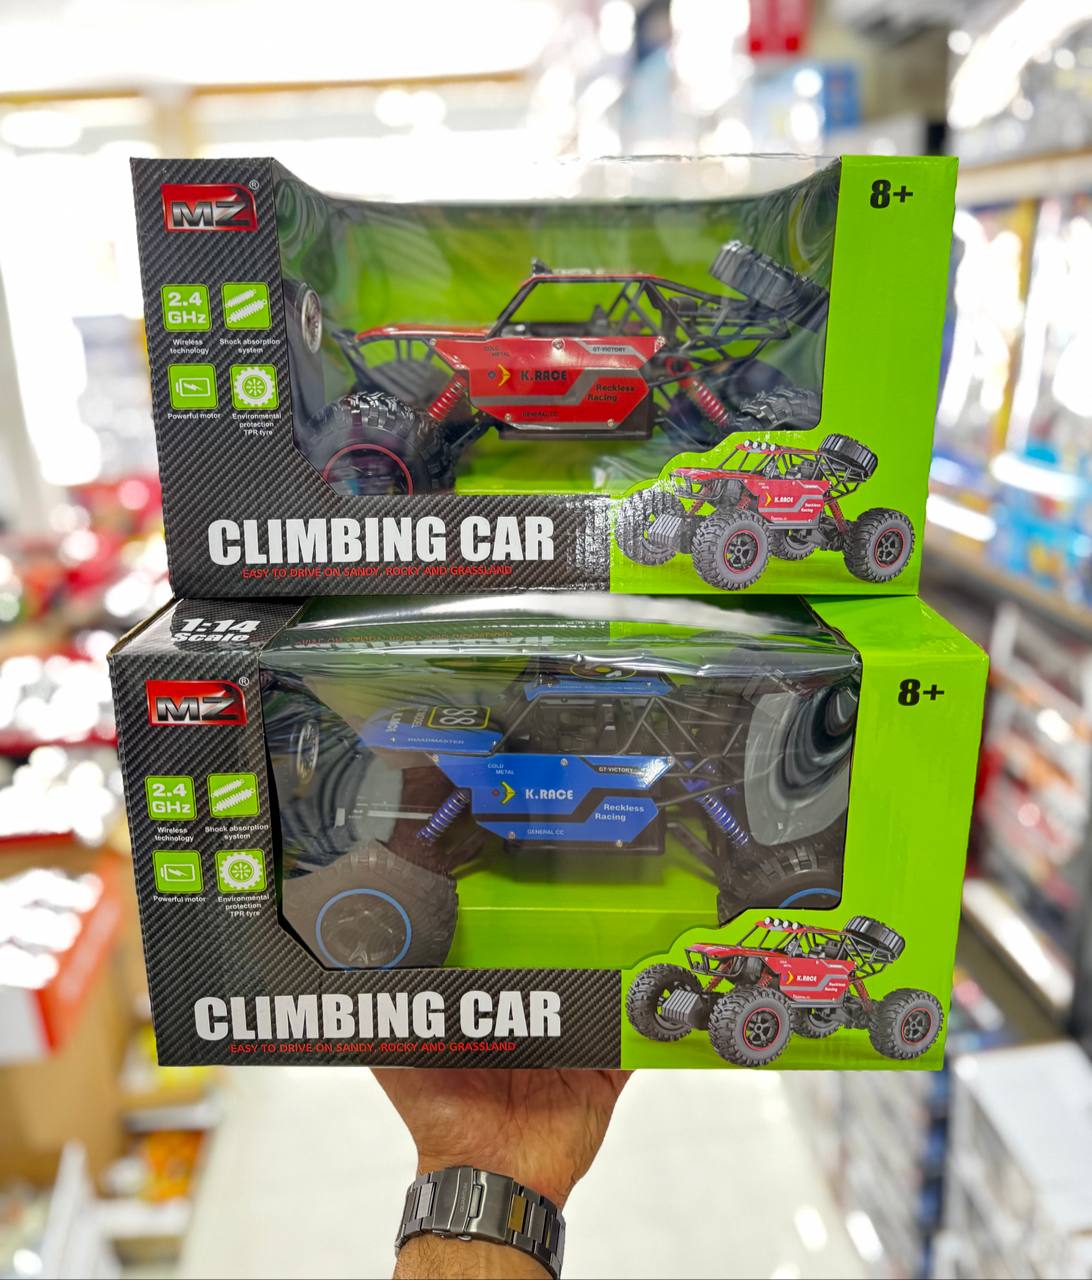 MZ®
8+
2.4
GHz
Wireless
technology
Shock absorption
system
Powerful motor
Environmental
protection
TPR tyre
COLD
METAL
GT-VICTORY
K.RACE
Reckless
Racing
GENERAL CC
K.RACE
Reckless
Racing
CLIMBING CAR
EASY TO DRIVE ON SANDY, ROCKY AND GRASSLAND
1:14
Scale
MZ®
8+
2.4
GHz
Wireless
technology
Shock absorption
system
Powerful motor
Environmental
protection
TPR tyre
88
ROADMASTER
COLD
METAL
GT-VICTORY
K.RACE
Reckless
Racing
GENERAL CC
K.RACE
Reckless
Racing
CLIMBING CAR
EASY TO DRIVE ON SANDY, ROCKY AND GRASSLAND